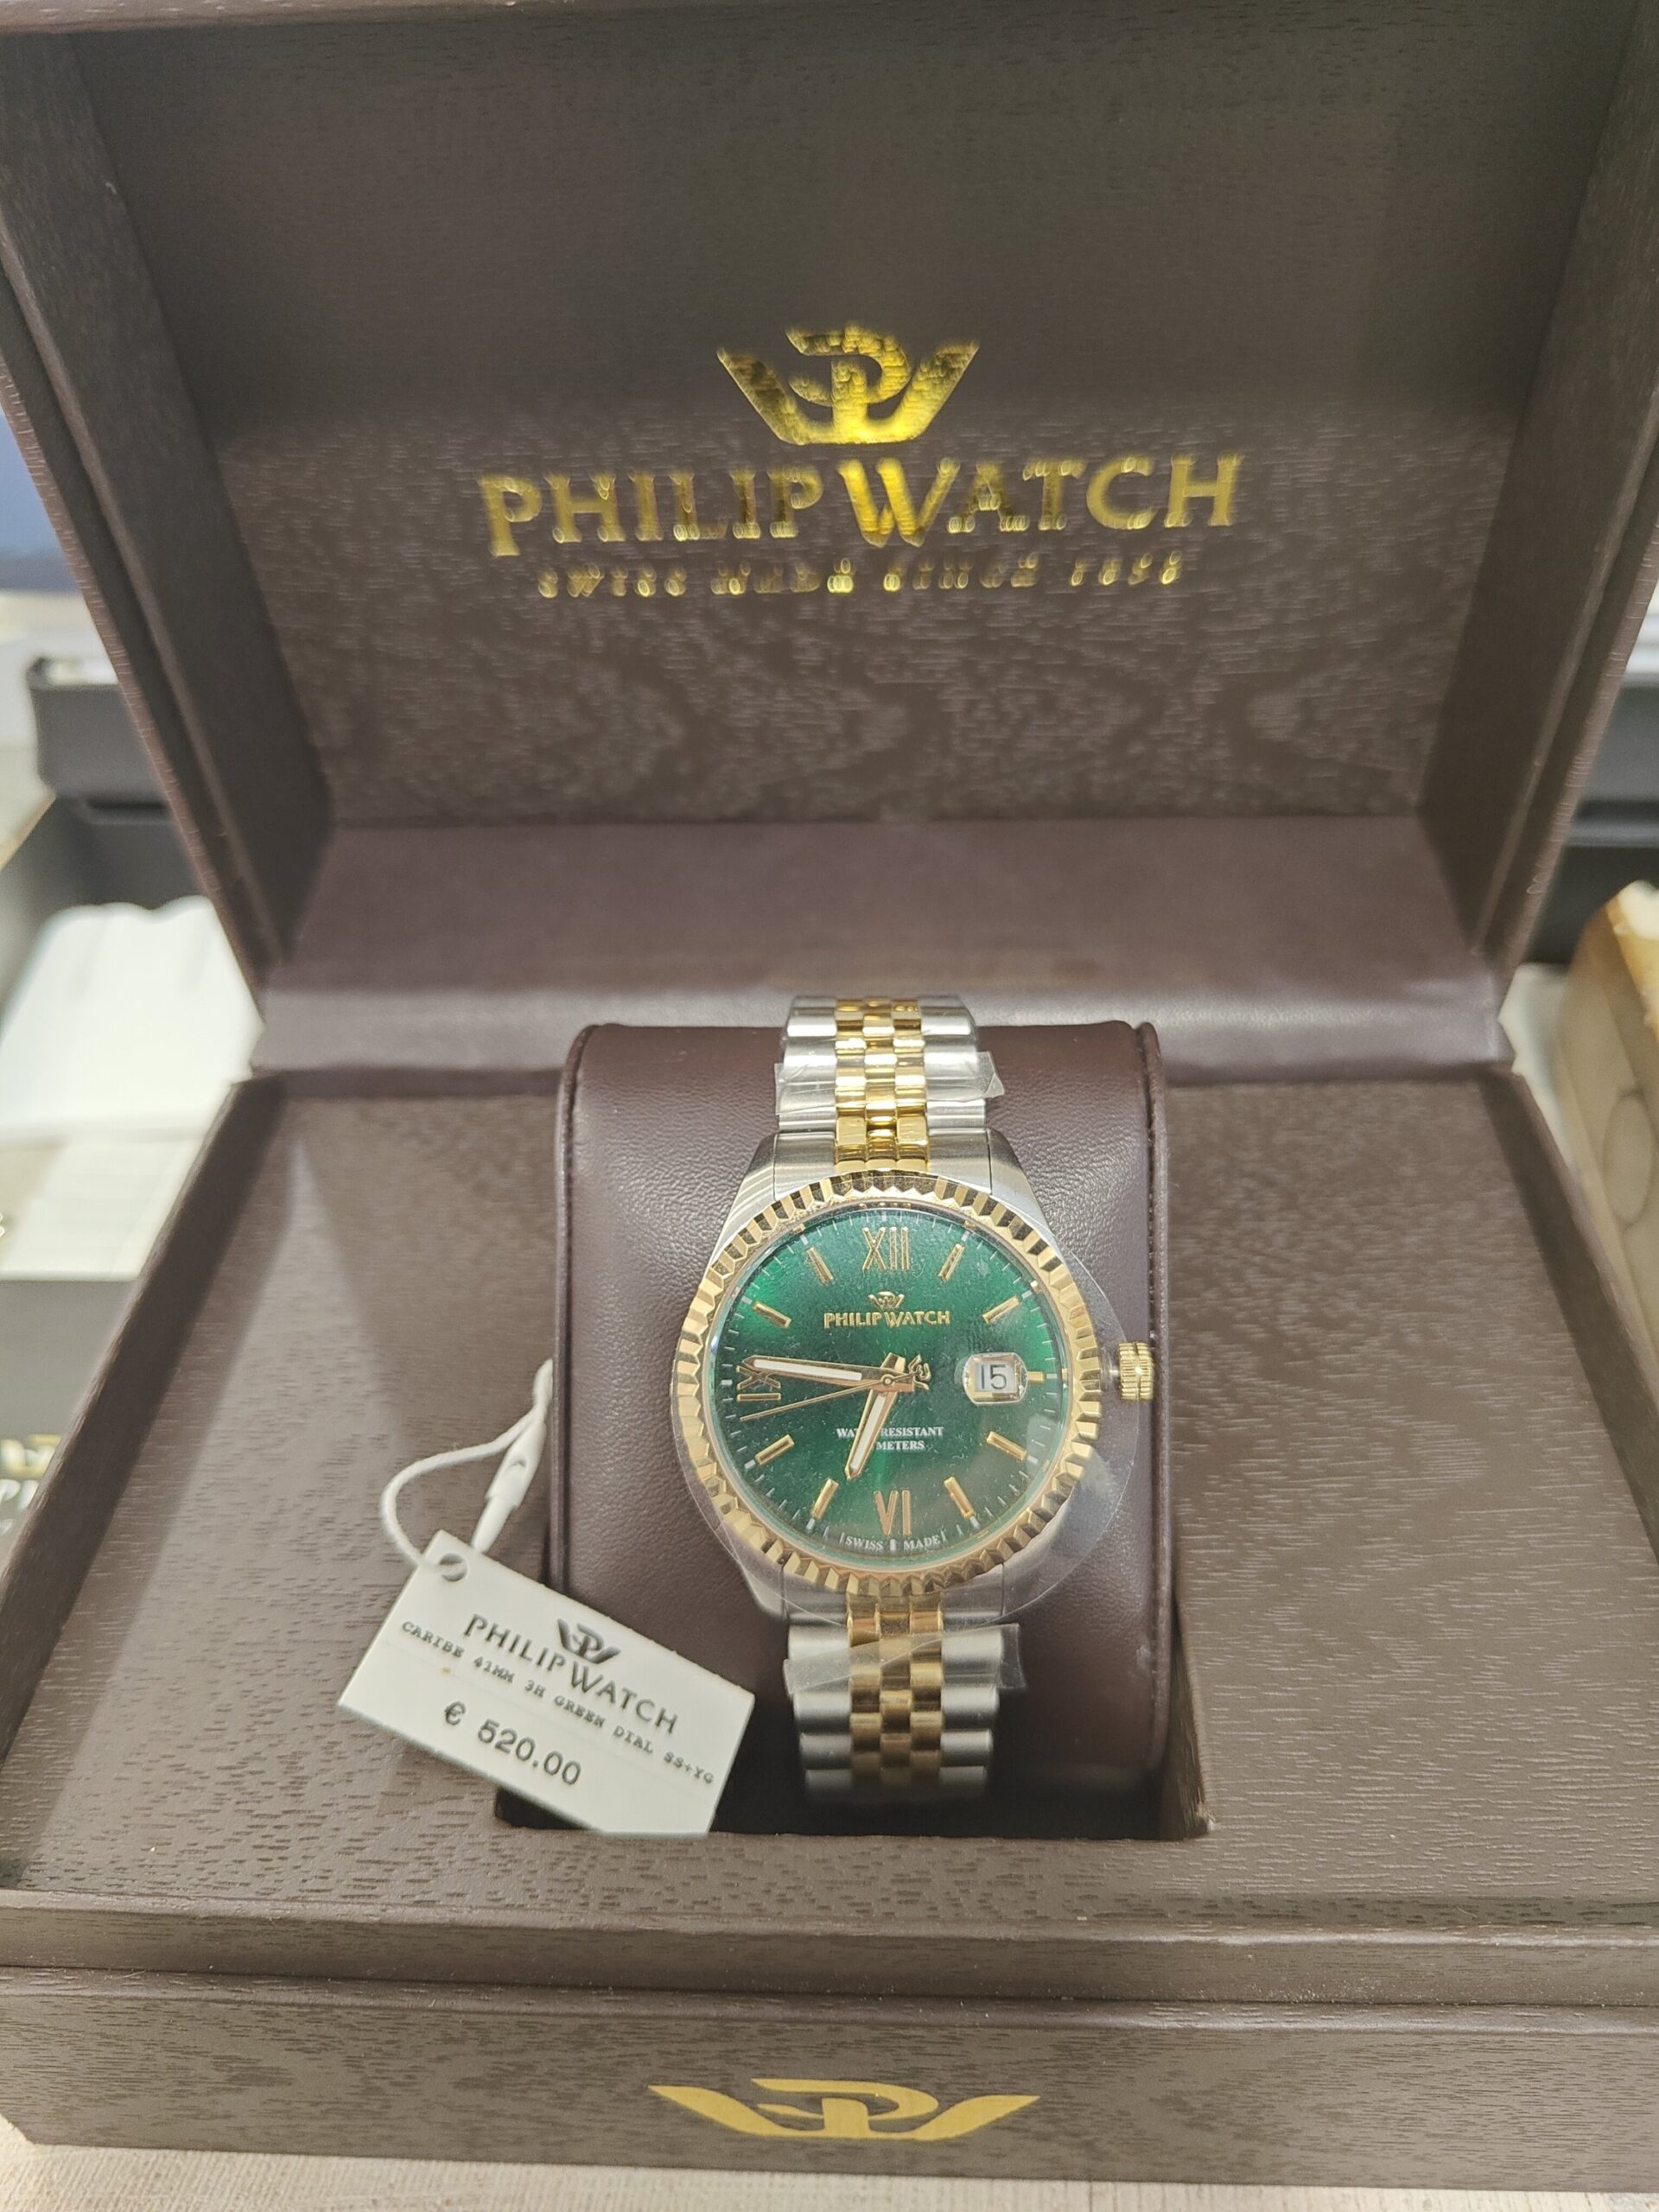 PHILIP WATCH
SWISS MADE SINCE 1858
XII
PHILIP WATCH
IX
15
RESISTANT
METERS
VI
SWISS MADE
PHILIP WATCH
CARIBE 41MM 3H GREEN DIAL SS+YG
€ 520.00